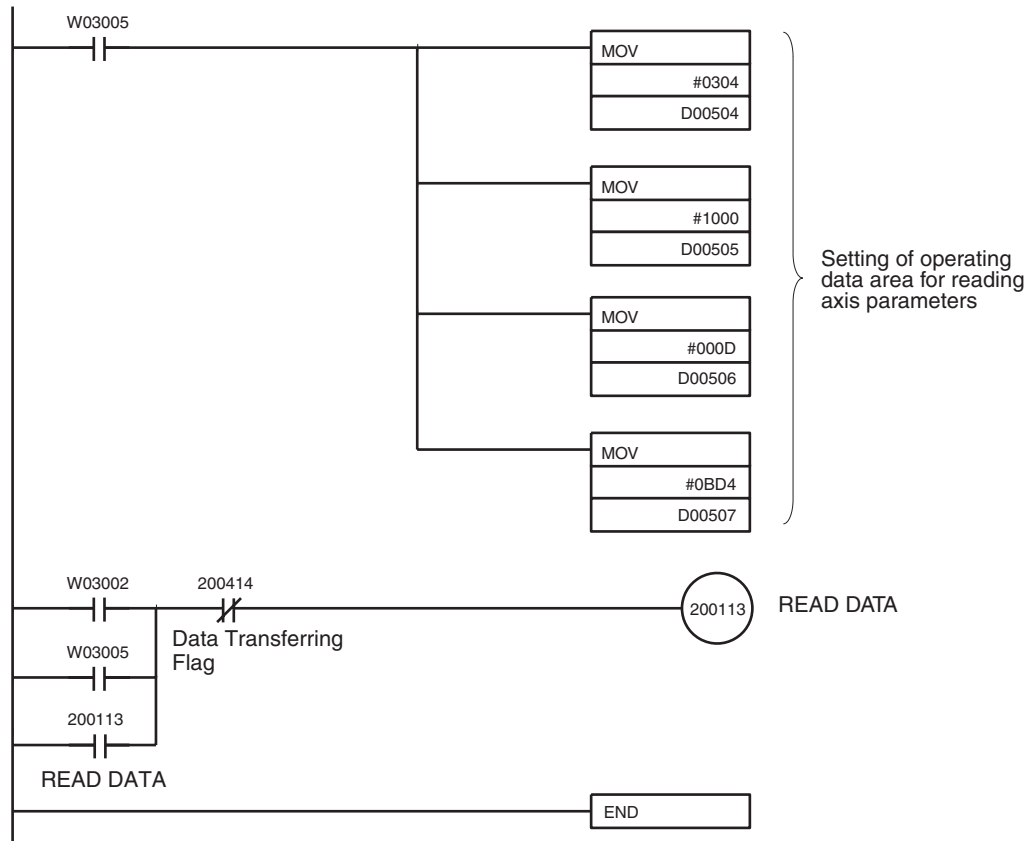 W03005
MOV
#0304
D00504
MOV
#1000
D00505
Setting of operating
data area for reading
axis parameters
MOV
#000D
D00506
MOV
#0BD4
D00507
W03002
200414
200113
READ DATA
Data Transferring
Flag
W03005
200113
READ DATA
END